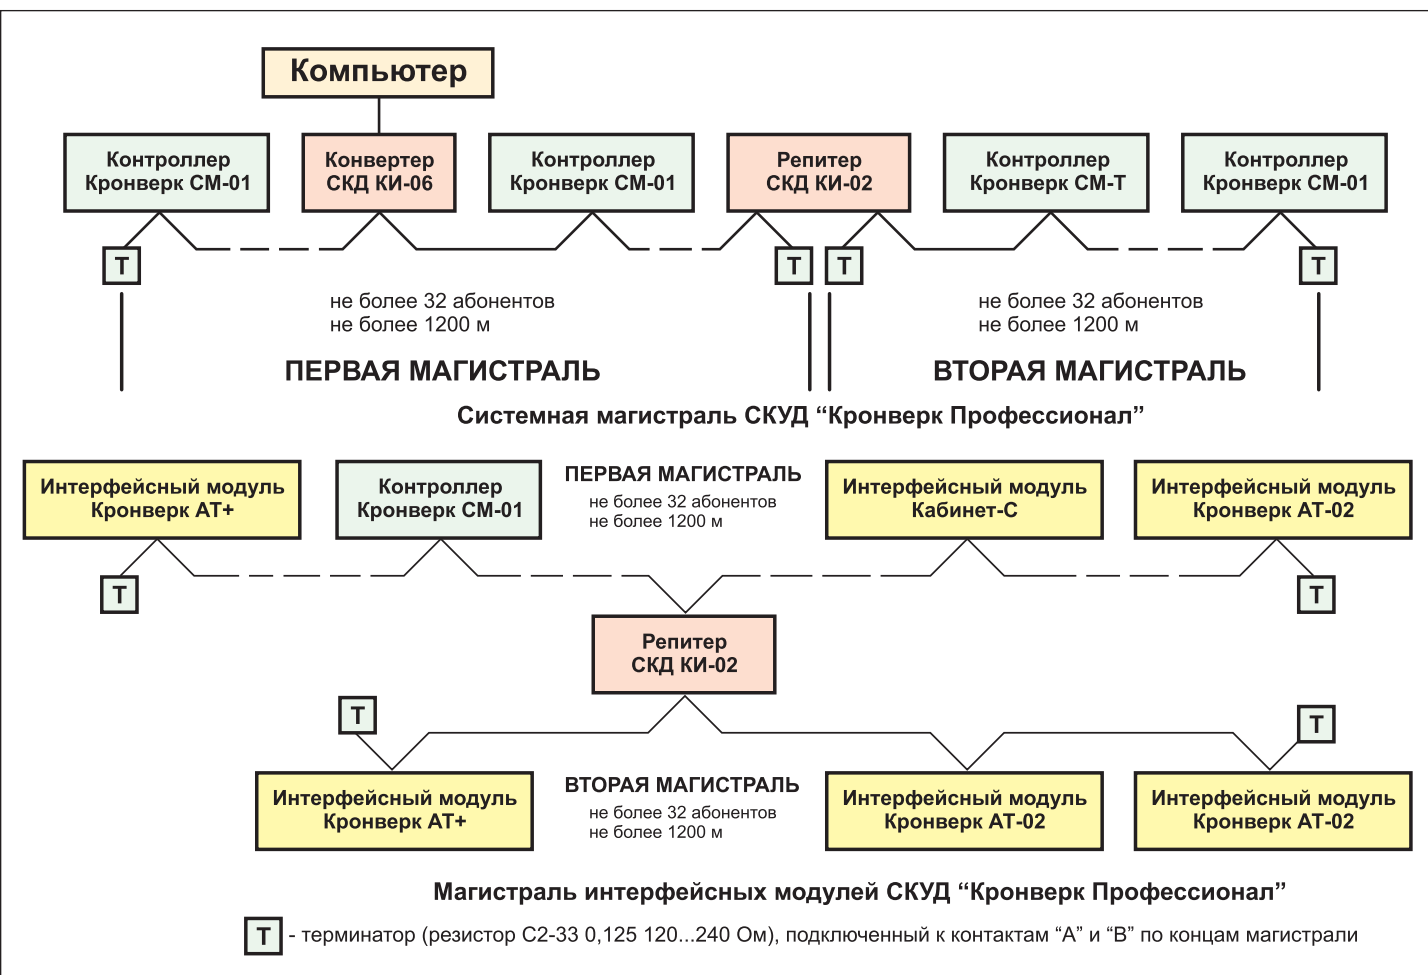 Компьютер
Контроллер
Кронверк СМ-01
Конвертер
СКД КИ-06
Контроллер
Кронверк СМ-01
Репитер
СКД КИ-02
Контроллер
Кронверк СМ-Т
Контроллер
Кронверк СМ-01
Т
Т
Т
Т
не более 32 абонентов
не более 1200 м
не более 32 абонентов
не более 1200 м
ПЕРВАЯ МАГИСТРАЛЬ
ВТОРАЯ МАГИСТРАЛЬ
Системная магистраль СКУД “Кронверк Профессионал”
Интерфейсный модуль
Кронверк АТ+
Контроллер
Кронверк СМ-01
ПЕРВАЯ МАГИСТРАЛЬ
не более 32 абонентов
не более 1200 м
Интерфейсный модуль
Кабинет-С
Интерфейсный модуль
Кронверк АТ-02
Т
Т
Репитер
СКД КИ-02
Т
Т
Интерфейсный модуль
Кронверк АТ+
ВТОРАЯ МАГИСТРАЛЬ
не более 32 абонентов
не более 1200 м
Интерфейсный модуль
Кронверк АТ-02
Интерфейсный модуль
Кронверк АТ-02
Магистраль интерфейсных модулей СКУД “Кронверк Профессионал”
Т - терминатор (резистор С2-33 0,125 120...240 Ом), подключенный к контактам “А” и “В” по концам магистрали